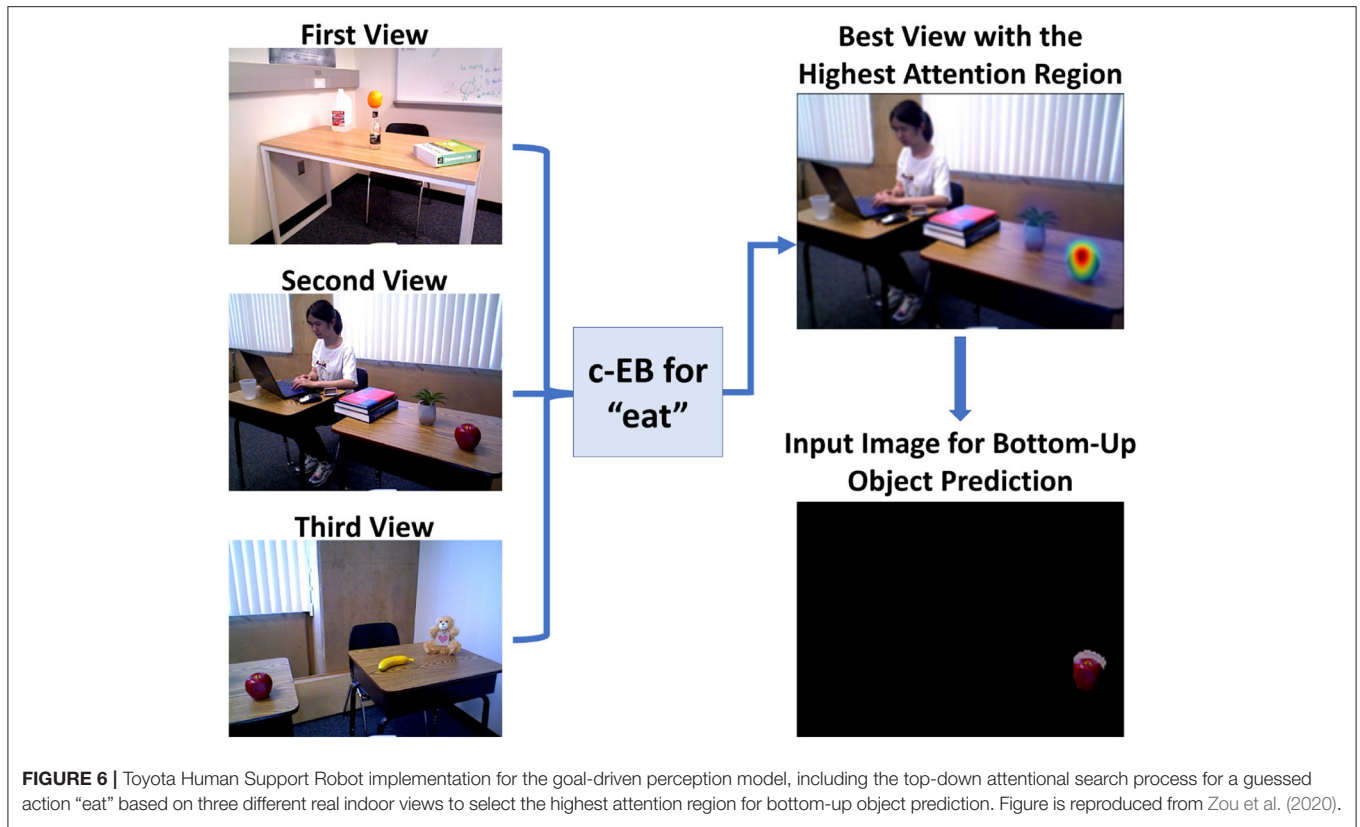 First View
Second View
Third View
c-EB for
“eat”
Best View with the
Highest Attention Region
Input Image for Bottom-Up
Object Prediction
FIGURE 6 | Toyota Human Support Robot implementation for the goal-driven perception model, including the top-down attentional search process for a guessed
action “eat” based on three different real indoor views to select the highest attention region for bottom-up object prediction. Figure is reproduced from Zou et al. (2020).